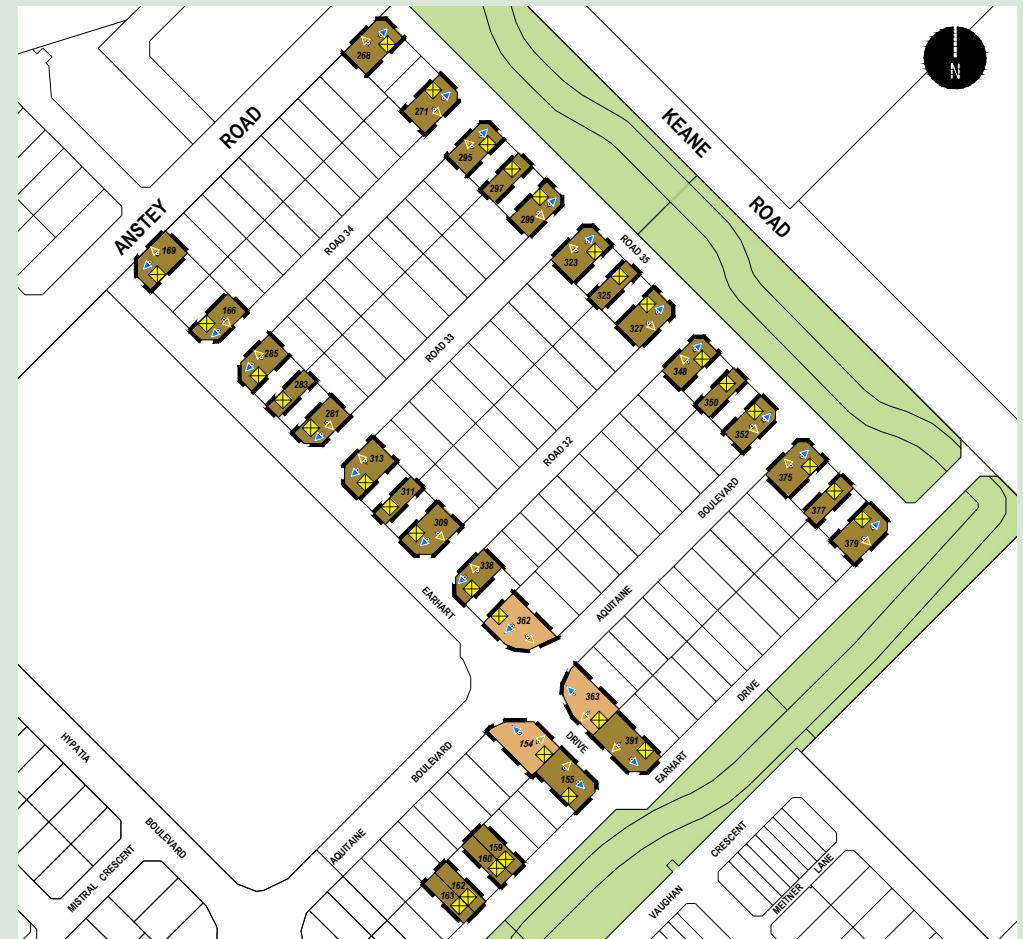 268
271
ROAD
KEANE
N
295
297
299
ROAD
ANSTEY
169
ROAD 34
ROAD 35
323
325
327
166
285
283
281
ROAD 33
348
350
352
313
311
309
ROAD 32
BOULEVARD
375
377
379
338
EARHART
362
AQUITAINE
363
DRIVE
391
DRIVE
154
155
EARHART
BOULEVARD
HYPATIA
BOULEVARD
AQUITAINE
159
160
162
163
MISTRAL CRESCENT
CRESCENT
VAUGHAN
LANE
MEITNER